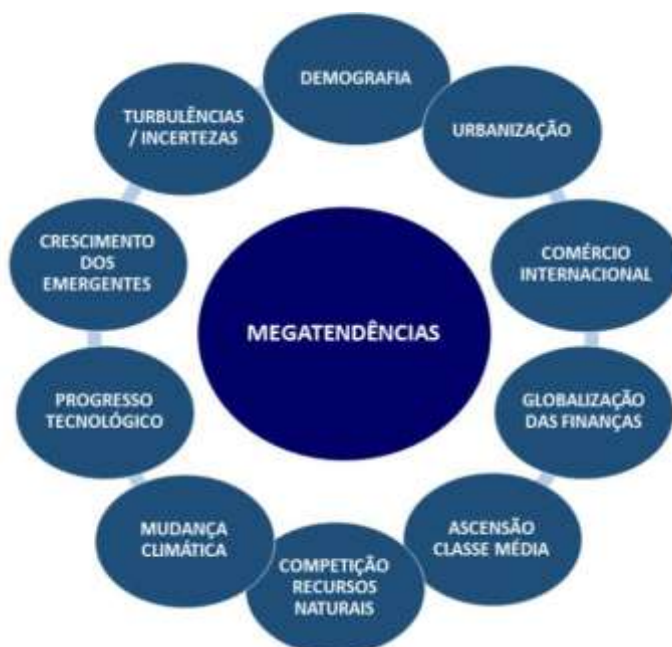 DEMOGRAFIA
URBANIZAÇÃO
COMÉRCIO
INTERNACIONAL
GLOBALIZAÇÃO
DAS FINANÇAS
ASCENSÃO
CLASSE MÉDIA
COMPETIÇÃO
RECURSOS
NATURAIS
MUDANÇA
CLIMÁTICA
PROGRESSO
TECNOLÓGICO
CRESCIMENTO
DOS
EMERGENTES
TURBULÊNCIAS
/ INCERTEZAS
MEGATENDÊNCIAS